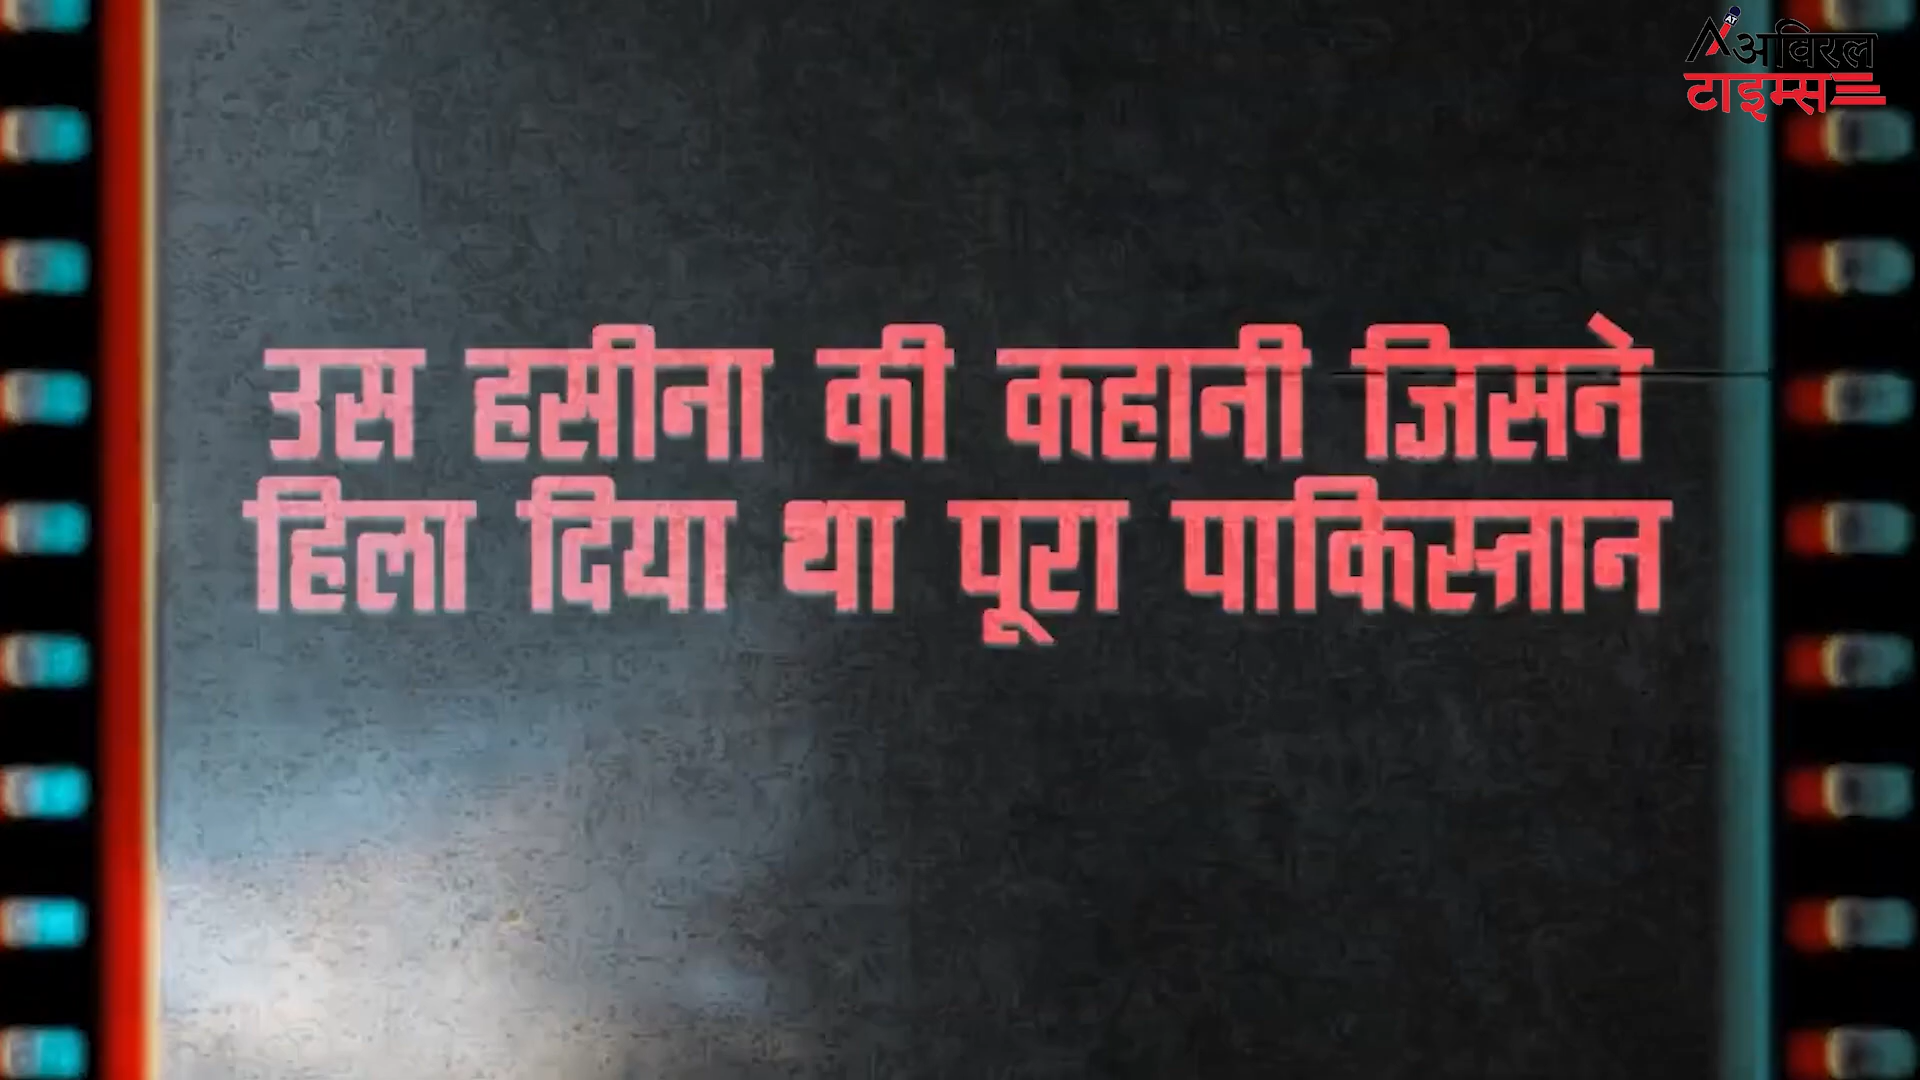 अविरल
टाइम्स
उस हसीना की कहानी जिसने
हिला दिया था पूरा पाकिस्तान